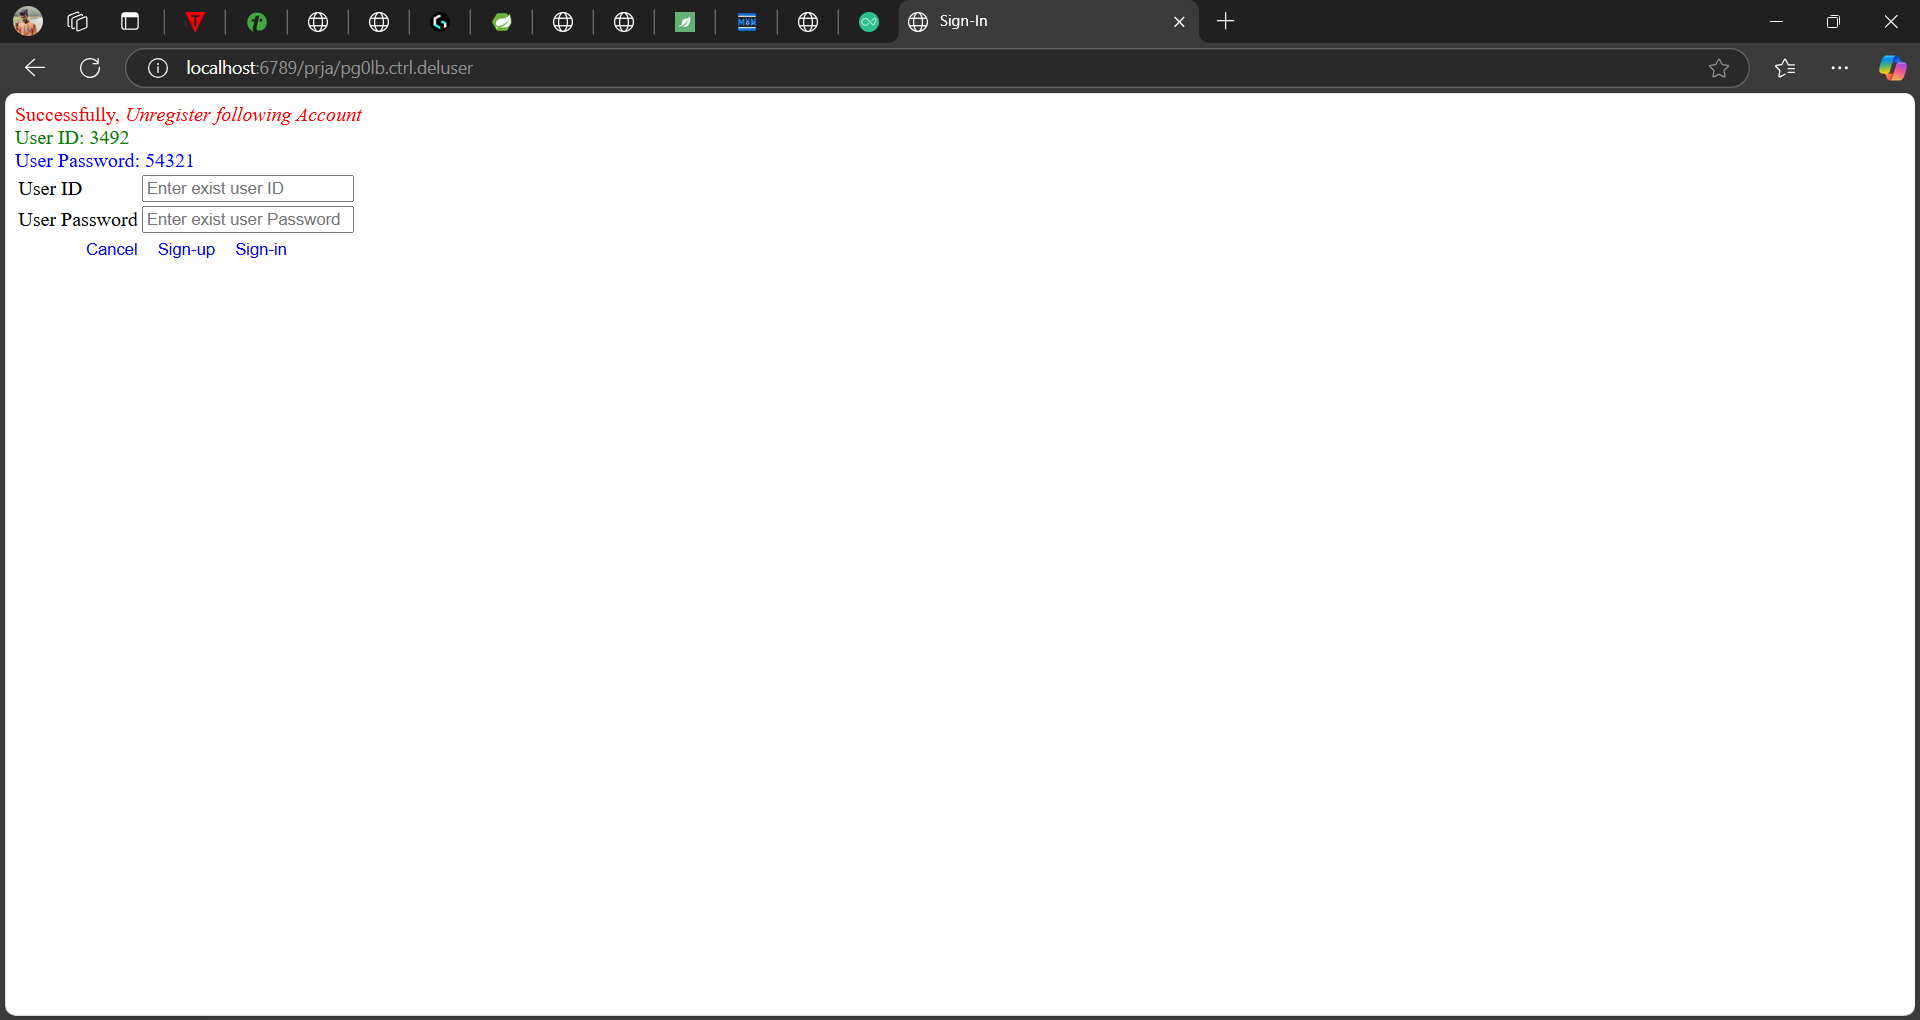 Sign-In
localhost:6789/prja/pg0lb.ctrl.deluser
Successfully, Unregister following Account
User ID: 3492
User Password: 54321
User ID Enter exist user ID
User Password Enter exist user Password
Cancel Sign-up Sign-in